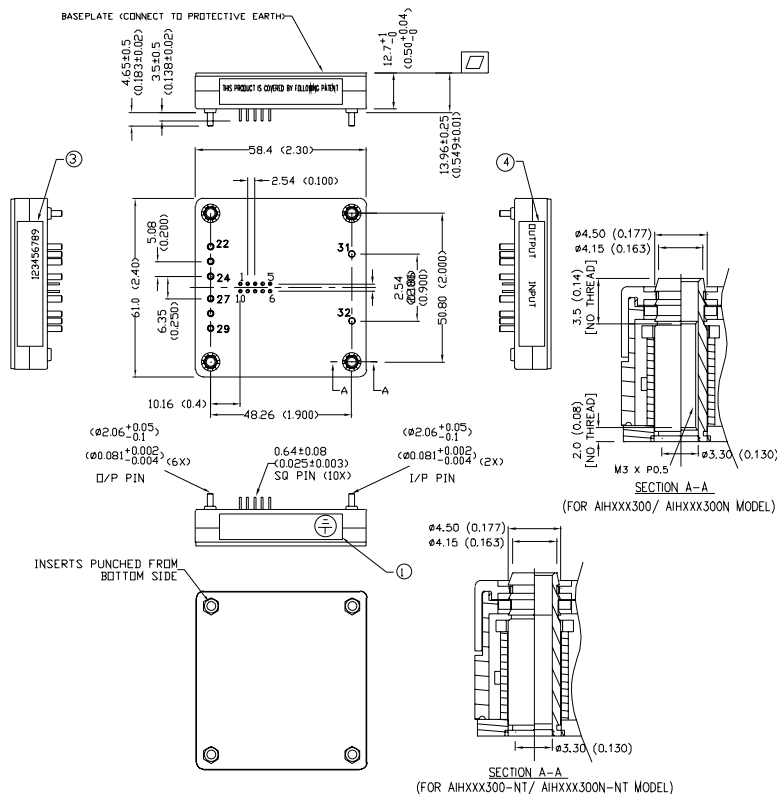 BASEPLATE (CONNECT TO PROTECTIVE EARTH)
4.65±0.5
(0.183±0.02)
3.5±0.5
(0.138±0.02)
12.7+1 -0
(0.50+0.04 -0)
THIS PRODUCT IS COVERED BY FOLLOWING PATENT
13.96±0.25
(0.549±0.01)
58.4 (2.30)
2.54 (0.100)
3
4
123456789
OUTPUT
INPUT
61.0 (2.40)
5.08
(0.200)
6.35
(0.250)
22
24
27
29
1
5
10
6
31
32
2.54
(0.900)
50.80 (2.000)
A
A
10.16 (0.4)
48.26 (1.900)
ø4.50 (0.177)
ø4.15 (0.163)
3.5 (0.14)
[NO THREAD]
2.0 (0.08)
[NO THREAD]
ø3.30 (0.130)
M3 x P0.5
SECTION A-A
(FOR AIHXXX300/ AIHXXX300N MODEL)
(ø2.06+0.05 -0.1)
(ø0.081+0.002 -0.004) (6X)
O/P PIN
0.64±0.08
(0.025±0.003)
SQ PIN (10X)
(ø2.06+0.05 -0.1)
(ø0.081+0.002 -0.004) (2X)
I/P PIN
1
INSERTS PUNCHED FROM
BOTTOM SIDE
ø4.50 (0.177)
ø4.15 (0.163)
ø3.30 (0.130)
SECTION A-A
(FOR AIHXXX300-NT/ AIHXXX300N-NT MODEL)